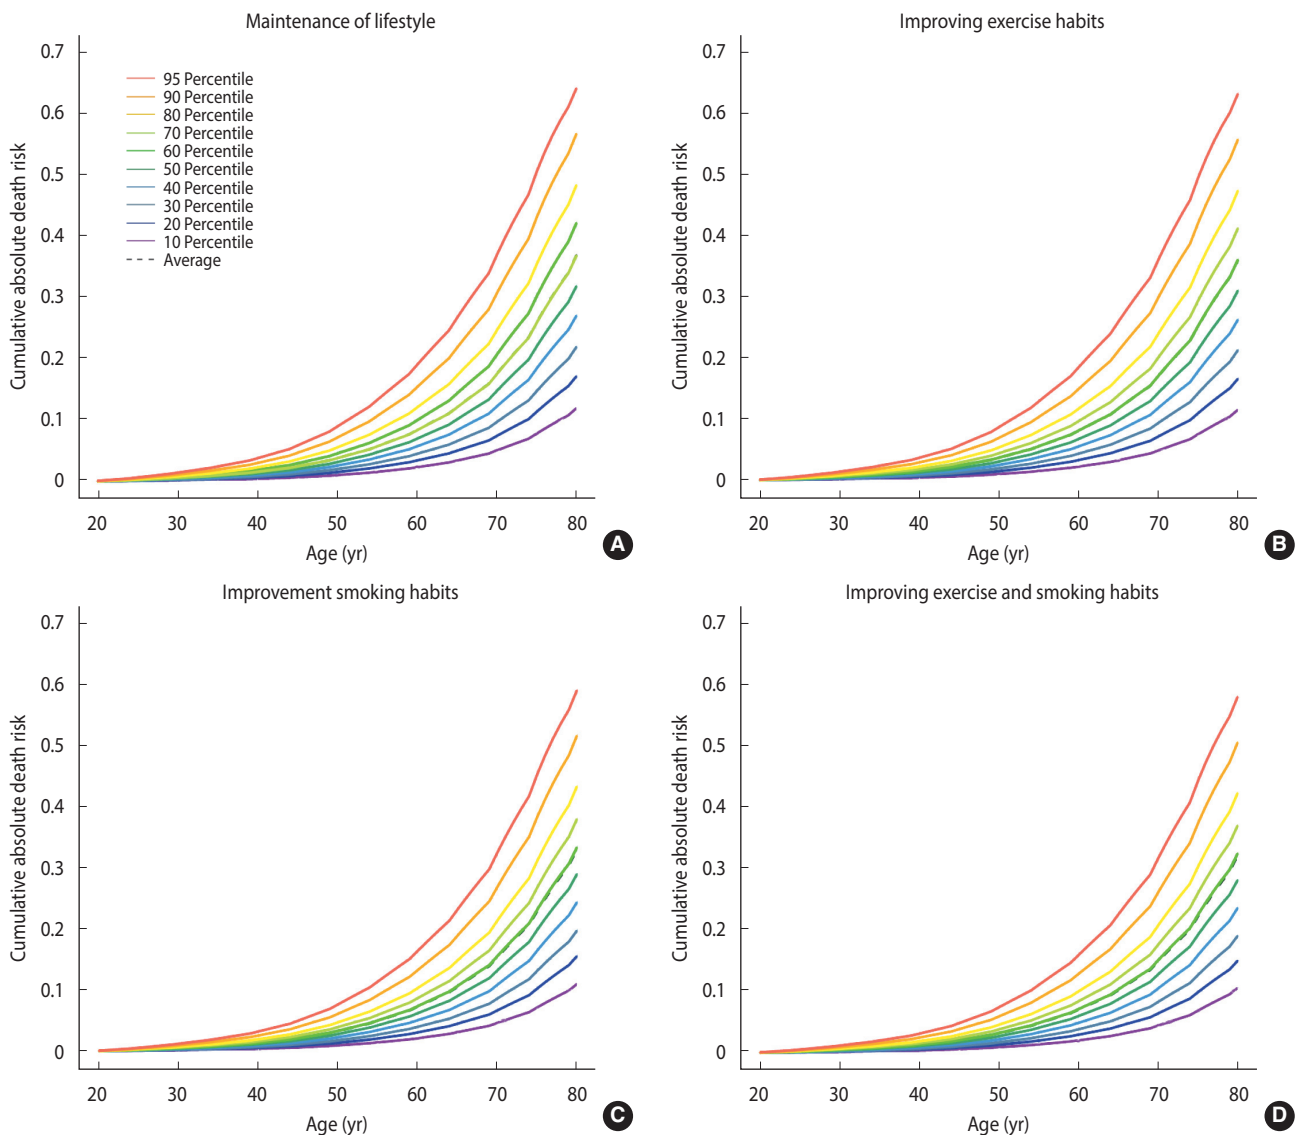 Maintenance of lifestyle
0.7
0.6
0.5
0.4
0.3
0.2
0.1
0
Cumulative absolute death risk
95 Percentile
90 Percentile
80 Percentile
70 Percentile
60 Percentile
50 Percentile
40 Percentile
30 Percentile
20 Percentile
10 Percentile
Average
20 30 40 50 60 70 80
Age (yr)
A
Improving exercise habits
0.7
0.6
0.5
0.4
0.3
0.2
0.1
0
Cumulative absolute death risk
20 30 40 50 60 70 80
Age (yr)
B
Improvement smoking habits
0.7
0.6
0.5
0.4
0.3
0.2
0.1
0
Cumulative absolute death risk
20 30 40 50 60 70 80
Age (yr)
C
Improving exercise and smoking habits
0.7
0.6
0.5
0.4
0.3
0.2
0.1
0
Cumulative absolute death risk
20 30 40 50 60 70 80
Age (yr)
D